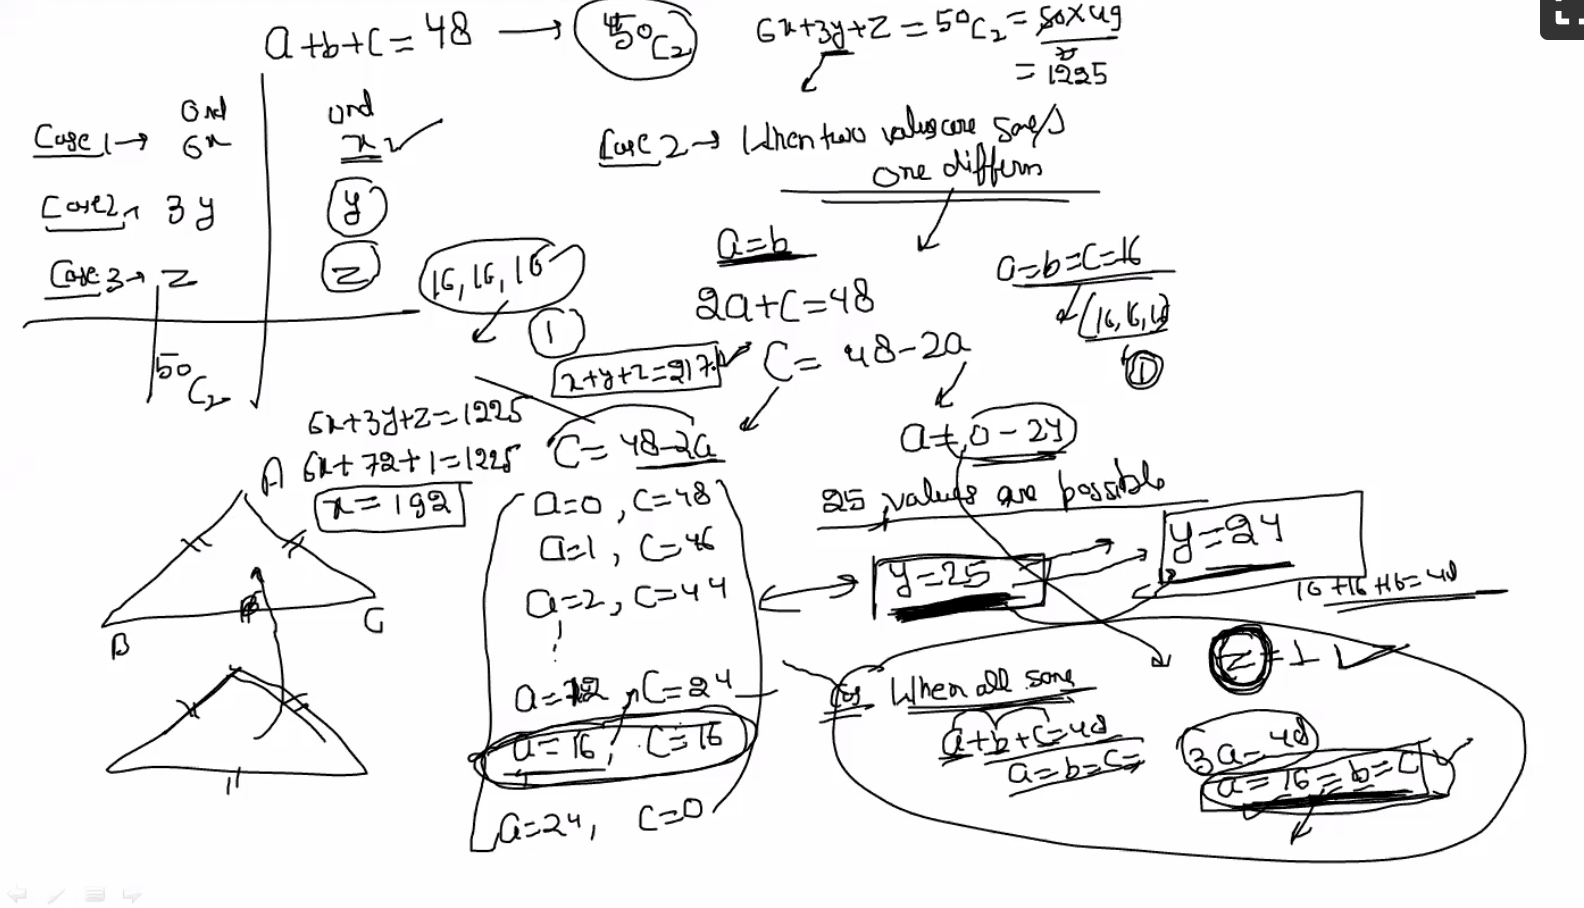 a+b+c=48 → 50C2
6x+3y+z = 50C2 = 50×49/2
= 1225
ord
Case 1 → 6x
ord
x
Case 2 → 3y
y
Case 3 → z
z
50C2
16, 16, 16
1
Case 2 → When two values are same
one differs
a=b
2a+c=48
c= 48-2a
a=b=c=16
(16,16,16)
1
x+y+z=217
6x+3y+z=1225
6x+72+1=1225
x=192
A
B
C
c= 48-2a
a=0, c=48
a=1, c=46
a=2, c=44
a=12, c=24
a=16, c=16
a=24, c=0
a= 0-24
25 values are possible
y=25
y=24
16+16+16=48
z=1
When all same
a+b+c=48
a=b=c=
3a=48
a=16=b=c